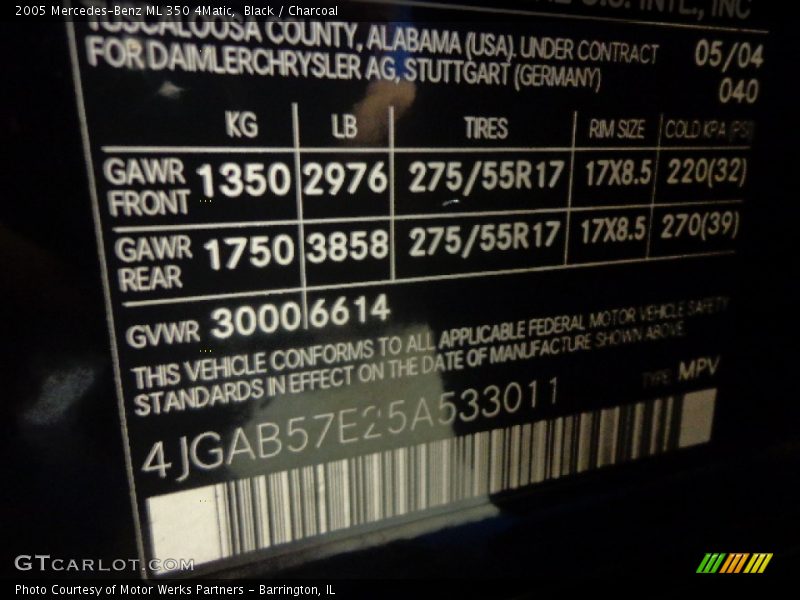 2005 Mercedes-Benz ML 350 4Matic, Black / Charcoal
U.S. INTL., INC
TUSCALOOSA COUNTY, ALABAMA (USA). UNDER CONTRACT 05/04
FOR DAIMLERCHRYSLER AG, STUTTGART (GERMANY) 040
KG LB TIRES RIM SIZE COLD KPA (PSI)
GAWR FRONT 1350 2976 275/55R17 17X8.5 220(32)
GAWR REAR 1750 3858 275/55R17 17X8.5 270(39)
GVWR 3000 6614
THIS VEHICLE CONFORMS TO ALL APPLICABLE FEDERAL MOTOR VEHICLE SAFETY
STANDARDS IN EFFECT ON THE DATE OF MANUFACTURE SHOWN ABOVE
TYPE: MPV
4JGAB57E25A533011
GTCARLOT.COM
Photo Courtesy of Motor Werks Partners - Barrington, IL